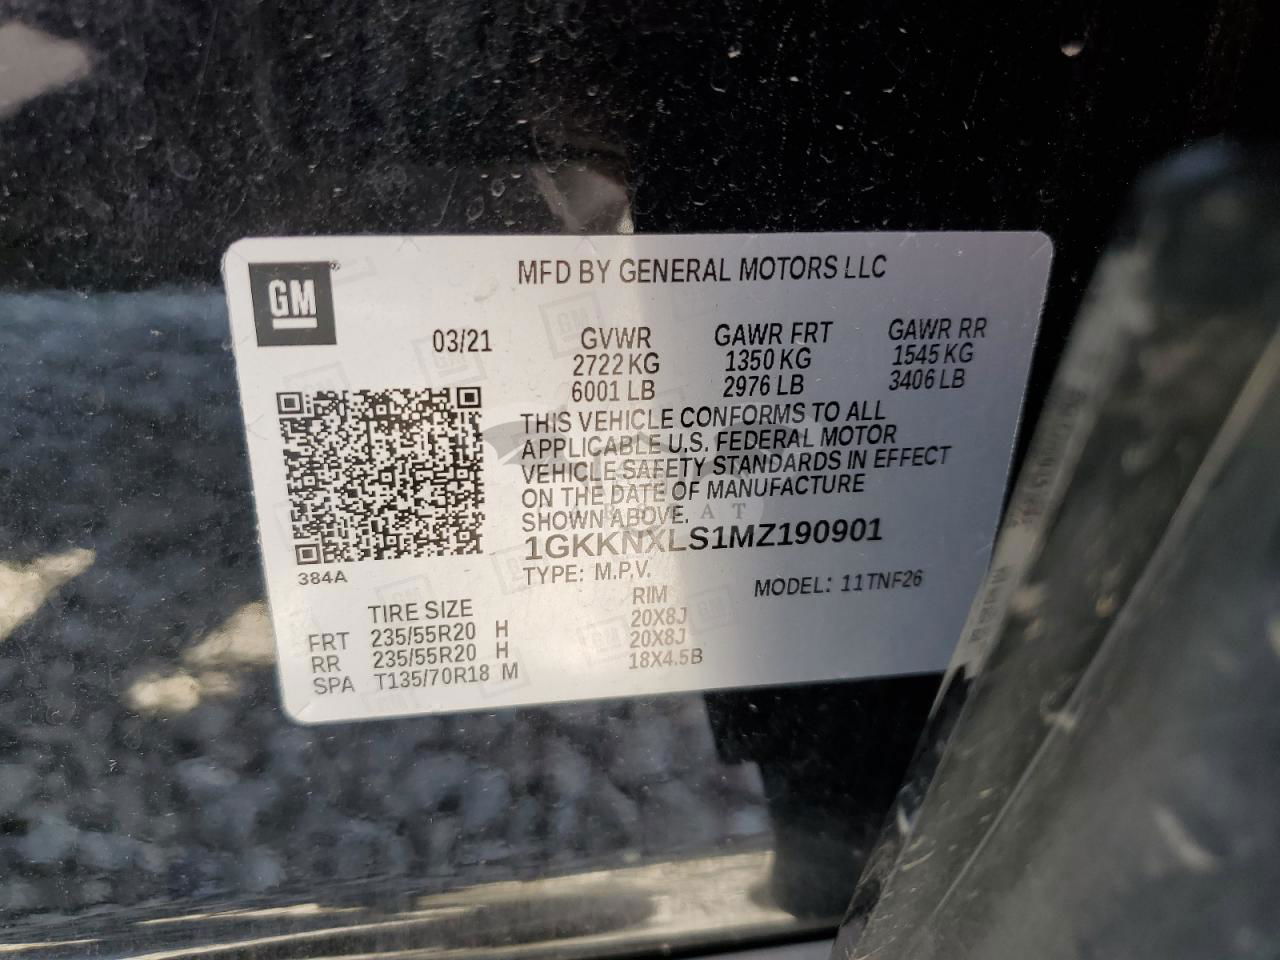 MFD BY GENERAL MOTORS LLC
GM
03/21 GVWR GAWR FRT GAWR RR
2722 KG 1350 KG 1545 KG
6001 LB 2976 LB 3406 LB
THIS VEHICLE CONFORMS TO ALL
APPLICABLE U.S. FEDERAL MOTOR
VEHICLE SAFETY STANDARDS IN EFFECT
ON THE DATE OF MANUFACTURE
SHOWN ABOVE.
1GKKNXLS1MZ190901
384A
TYPE: M.P.V. MODEL: 11TNF26
TIRE SIZE RIM
FRT 235/55R20 H 20X8J
RR 235/55R20 H 20X8J
SPA T135/70R18 M 18X4.5B